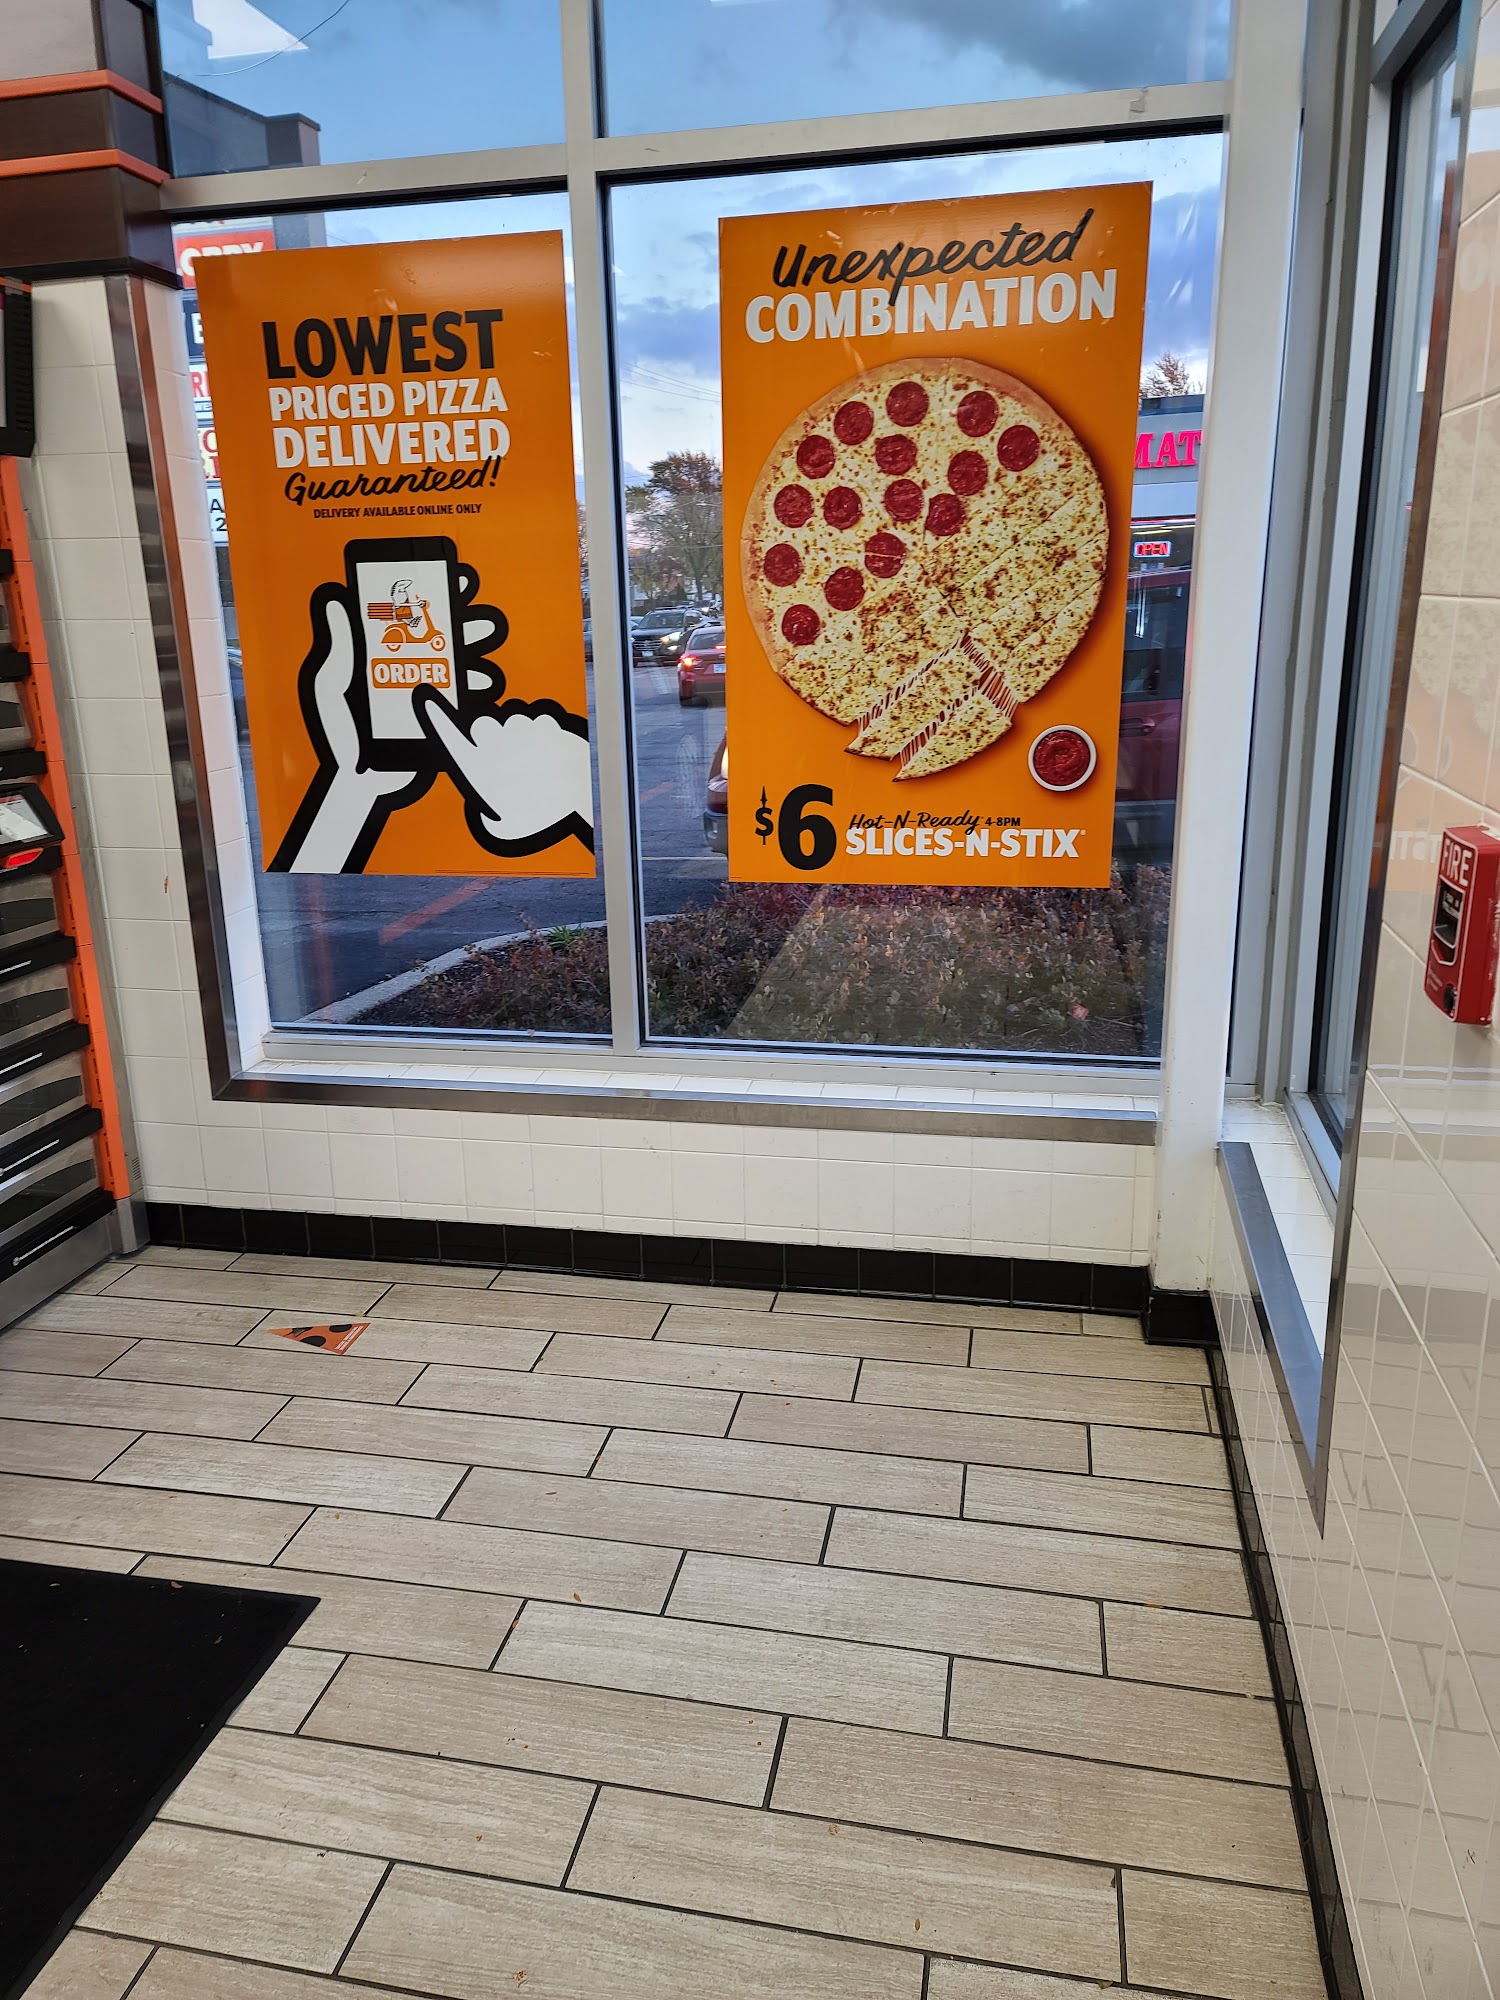 LOWEST
PRICED PIZZA
DELIVERED
Guaranteed!
DELIVERY AVAILABLE ONLINE ONLY
ORDER
Unexpected
COMBINATION
$6 Hot-N-Ready® 4-8PM
SLICES-N-STIX®
MAT
OPEN
FIRE